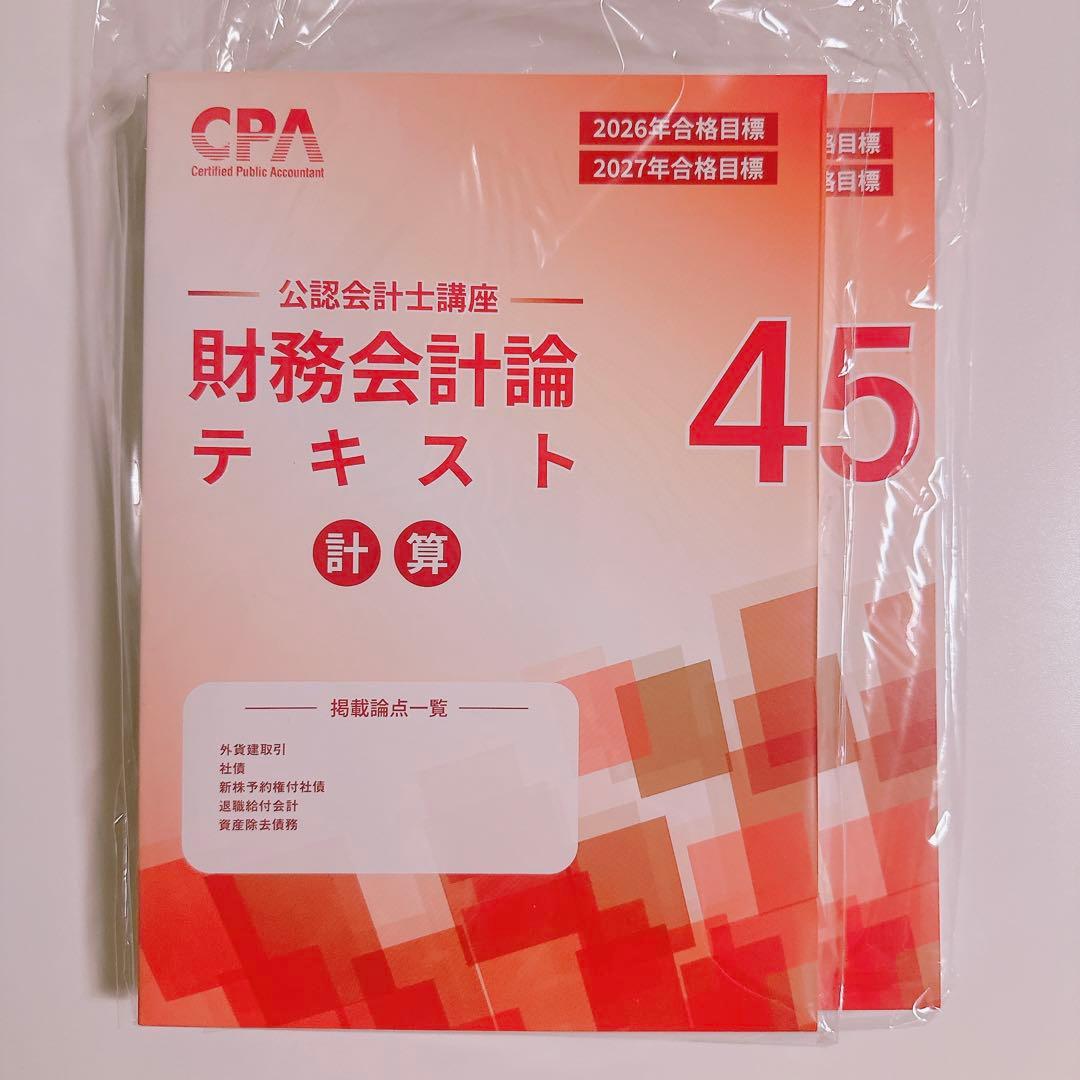 CPA
Certified Public Accountant
2026年合格目標
2027年合格目標
公認会計士講座
財務会計論
テキスト
4
計算
掲載論点一覧
外貨建取引
社債
新株予約権付社債
退職給付会計
資産除去債務
格目標
格目標
5